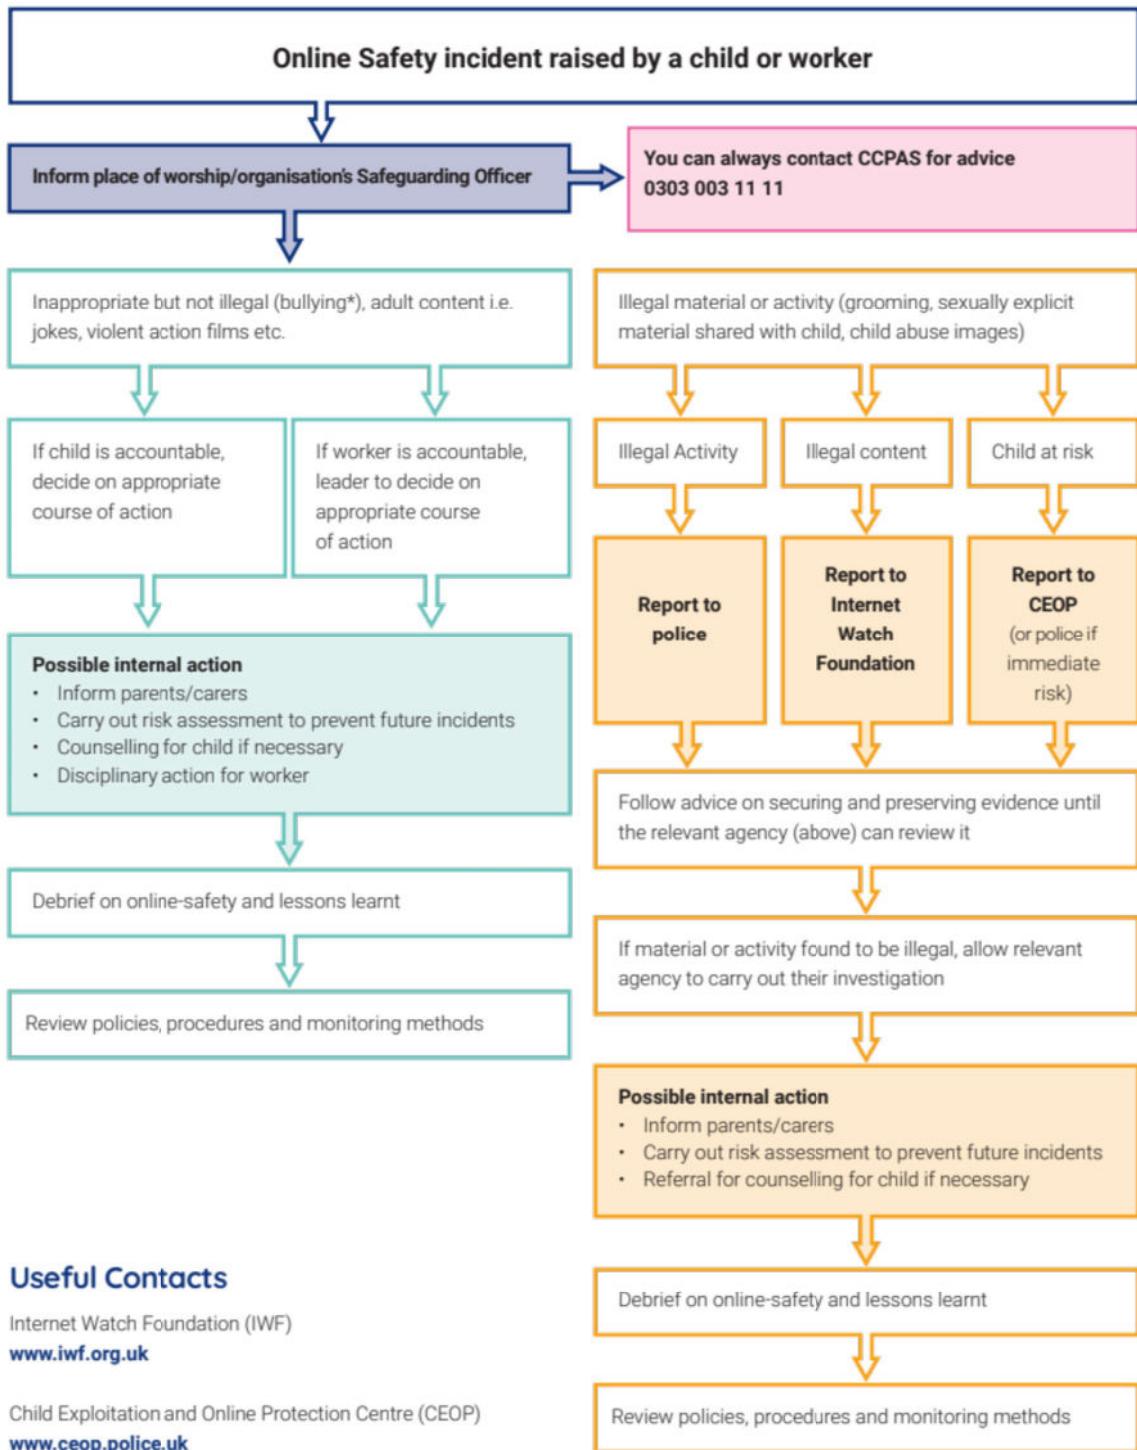 Online Safety incident raised by a child or worker
Inform place of worship/organisation's Safeguarding Officer
You can always contact CCPAS for advice
0303 003 11 11
Inappropriate but not illegal (bullying*), adult content i.e.
jokes, violent action films etc.
If child is accountable,
decide on appropriate
course of action
If worker is accountable,
leader to decide on
appropriate course
of action
Possible internal action
• Inform parents/carers
• Carry out risk assessment to prevent future incidents
• Counselling for child if necessary
• Disciplinary action for worker
Debrief on online-safety and lessons learnt
Review policies, procedures and monitoring methods
Illegal material or activity (grooming, sexually explicit
material shared with child, child abuse images)
Illegal Activity
Illegal content
Child at risk
Report to
police
Report to
Internet
Watch
Foundation
Report to
CEOP
(or police if
immediate
risk)
Follow advice on securing and preserving evidence until
the relevant agency (above) can review it
If material or activity found to be illegal, allow relevant
agency to carry out their investigation
Possible internal action
• Inform parents/carers
• Carry out risk assessment to prevent future incidents
• Referral for counselling for child if necessary
Debrief on online-safety and lessons learnt
Review policies, procedures and monitoring methods
Useful Contacts
Internet Watch Foundation (IWF)
www.iwf.org.uk
Child Exploitation and Online Protection Centre (CEOP)
www.ceop.police.uk